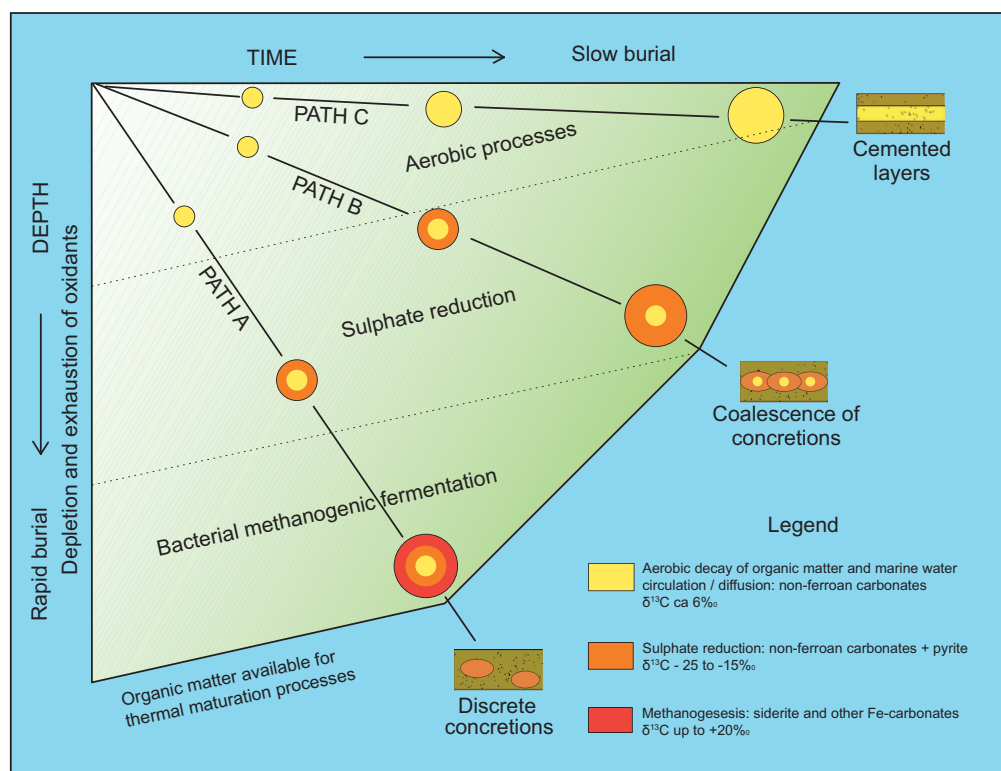 TIME
Slow burial
PATH C
Aerobic processes
Cemented
layers
PATH B
DEPTH
Depletion and exhaustion of oxidants
Rapid burial
PATH A
Sulphate reduction
Coalescence of
concretions
Bacterial methanogenic fermentation
Organic matter available for
thermal maturation processes
Discrete
concretions
Legend
Aerobic decay of organic matter and marine water
circulation / diffusion: non-ferroan carbonates
δ¹³C ca 6‰
Sulphate reduction: non-ferroan carbonates + pyrite
δ¹³C - 25 to -15‰
Methanogesesis: siderite and other Fe-carbonates
δ¹³C up to +20‰